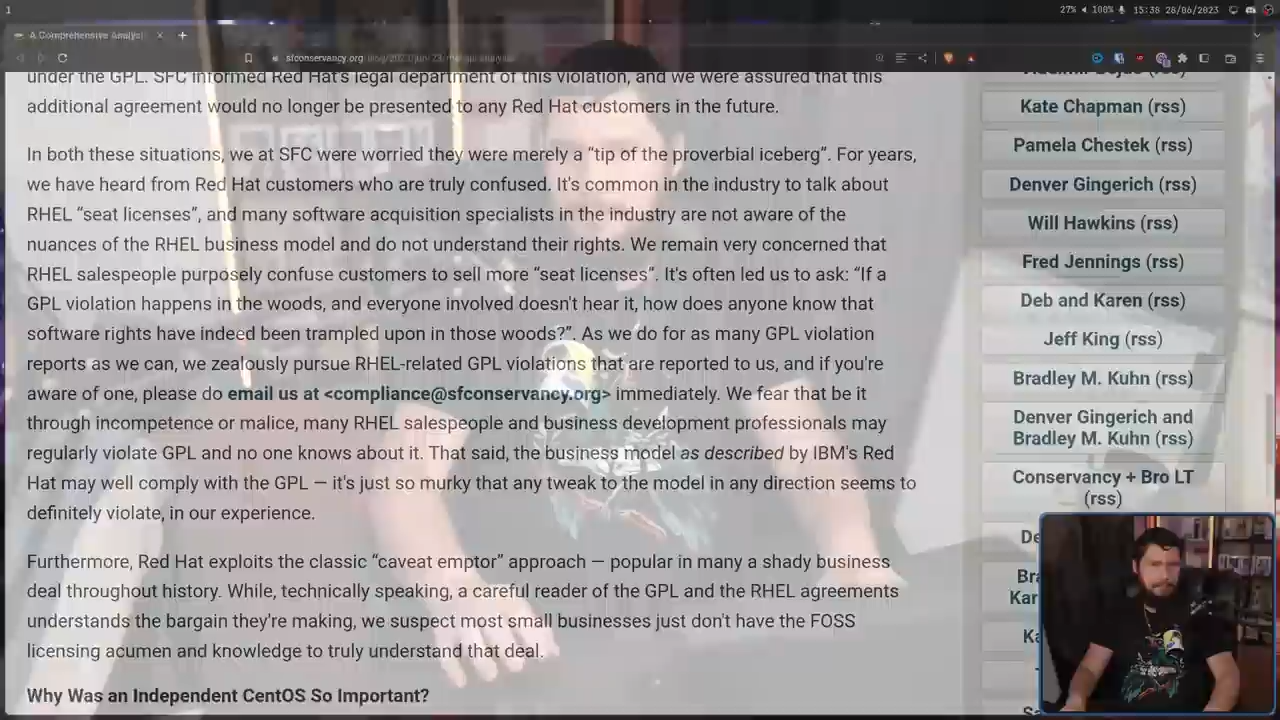 1
27%
100%
15:38 28/06/2023
A Comprehensive Analysi
sfconservancy.org
under the GPL. SFC informed Red Hat's legal department of this violation, and we were assured that this
additional agreement would no longer be presented to any Red Hat customers in the future.
In both these situations, we at SFC were worried they were merely a “tip of the proverbial iceberg”. For years,
we have heard from Red Hat customers who are truly confused. It's common in the industry to talk about
RHEL “seat licenses”, and many software acquisition specialists in the industry are not aware of the
nuances of the RHEL business model and do not understand their rights. We remain very concerned that
RHEL salespeople purposely confuse customers to sell more “seat licenses”. It's often led us to ask: “If a
GPL violation happens in the woods, and everyone involved doesn't hear it, how does anyone know that
software rights have indeed been trampled upon in those woods?”. As we do for as many GPL violation
reports as we can, we zealously pursue RHEL-related GPL violations that are reported to us, and if you're
aware of one, please do email us at <compliance@sfconservancy.org> immediately. We fear that be it
through incompetence or malice, many RHEL salespeople and business development professionals may
regularly violate GPL and no one knows about it. That said, the business model as described by IBM's Red
Hat may well comply with the GPL — it's just so murky that any tweak to the model in any direction seems to
definitely violate, in our experience.
Furthermore, Red Hat exploits the classic “caveat emptor” approach — popular in many a shady business
deal throughout history. While, technically speaking, a careful reader of the GPL and the RHEL agreements
understands the bargain they're making, we suspect most small businesses just don't have the FOSS
licensing acumen and knowledge to truly understand that deal.
Why Was an Independent CentOS So Important?
Kate Chapman (rss)
Pamela Chestek (rss)
Denver Gingerich (rss)
Will Hawkins (rss)
Fred Jennings (rss)
Deb and Karen (rss)
Jeff King (rss)
Bradley M. Kuhn (rss)
Denver Gingerich and
Bradley M. Kuhn (rss)
Conservancy + Bro LT
(rss)
De
Bra
Kar
Ka